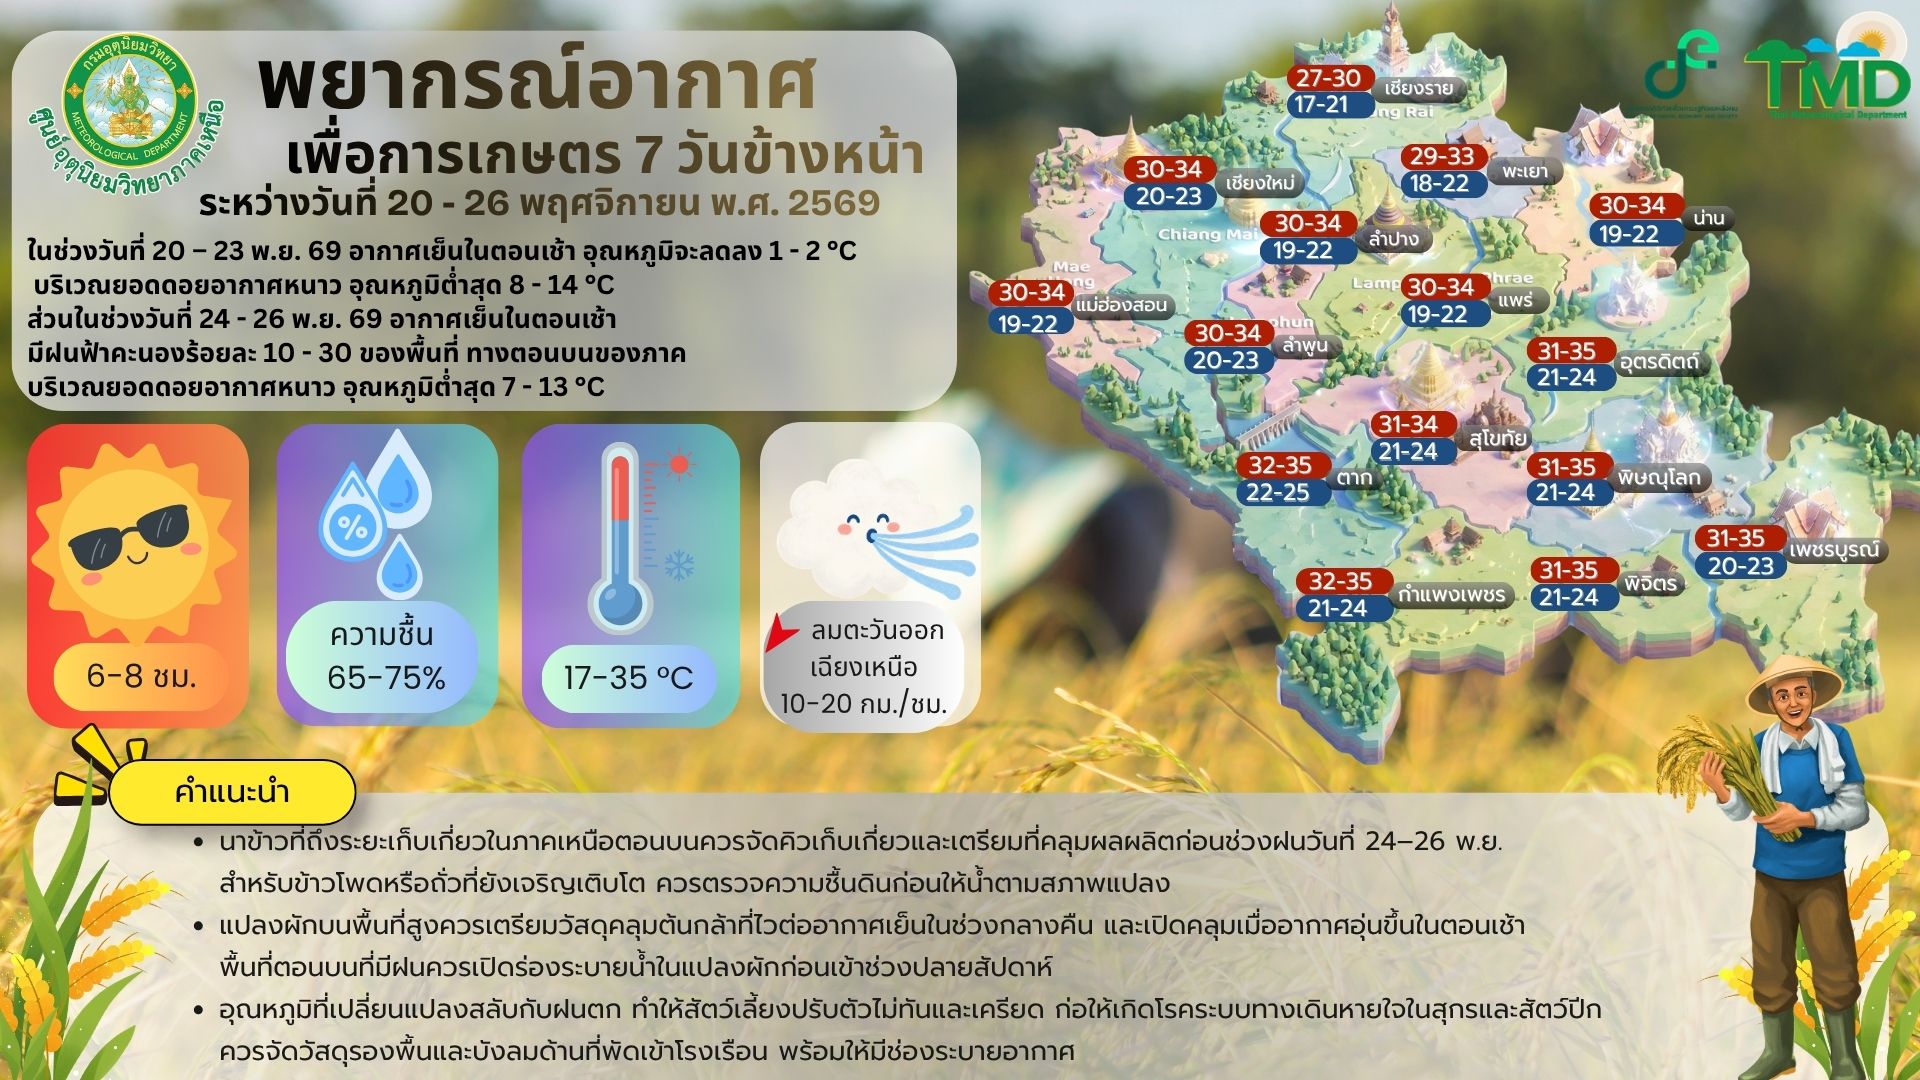 กรมอุตุนิยมวิทยา
METEOROLOGICAL DEPARTMENT
ศูนย์อุตุนิยมวิทยาภาคเหนือ
พยากรณ์อากาศ
เพื่อการเกษตร 7 วันข้างหน้า
ระหว่างวันที่ 20 - 26 พฤศจิกายน พ.ศ. 2569
ในช่วงวันที่ 20 – 23 พ.ย. 69 อากาศเย็นในตอนเช้า อุณหภูมิจะลดลง 1 - 2 °C
บริเวณยอดดอยอากาศหนาว อุณหภูมิต่ำสุด 8 - 14 °C
ส่วนในช่วงวันที่ 24 - 26 พ.ย. 69 อากาศเย็นในตอนเช้า
มีฝนฟ้าคะนองร้อยละ 10 - 30 ของพื้นที่ ทางตอนบนของภาค
บริเวณยอดดอยอากาศหนาว อุณหภูมิต่ำสุด 7 - 13 °C
6-8 ชม.
%
ความชื้น
65-75%
17-35 °C
ลมตะวันออก
เฉียงเหนือ
10-20 กม./ชม.
TMD
Thai Meteorological Department
27-30
17-21
เชียงราย
ng Rai
30-34
20-23
เชียงใหม่
Chiang Mai
29-33
18-22
พะเยา
30-34
19-22
น่าน
30-34
19-22
ลำปาง
Lamp
Mae
ng
30-34
19-22
แม่ฮ่องสอน
hrae
30-34
19-22
แพร่
phun
30-34
20-23
ลำพูน
31-35
21-24
อุตรดิตถ์
31-34
21-24
สุโขทัย
32-35
22-25
ตาก
31-35
21-24
พิษณุโลก
31-35
20-23
เพชรบูรณ์
32-35
21-24
กำแพงเพชร
31-35
21-24
พิจิตร
คำแนะนำ
• นาข้าวที่ถึงระยะเก็บเกี่ยวในภาคเหนือตอนบนควรจัดคิวเก็บเกี่ยวและเตรียมที่คลุมผลผลิตก่อนช่วงฝนวันที่ 24–26 พ.ย.
สำหรับข้าวโพดหรือถั่วที่ยังเจริญเติบโต ควรตรวจความชื้นดินก่อนให้น้ำตามสภาพแปลง
• แปลงผักบนพื้นที่สูงควรเตรียมวัสดุคลุมต้นกล้าที่ไวต่ออากาศเย็นในช่วงกลางคืน และเปิดคลุมเมื่ออากาศอุ่นขึ้นในตอนเช้า
พื้นที่ตอนบนที่มีฝนควรเปิดร่องระบายน้ำในแปลงผักก่อนเข้าช่วงปลายสัปดาห์
• อุณหภูมิที่เปลี่ยนแปลงสลับกับฝนตก ทำให้สัตว์เลี้ยงปรับตัวไม่ทันและเครียด ก่อให้เกิดโรคระบบทางเดินหายใจในสุกรและสัตว์ปีก
ควรจัดวัสดุรองพื้นและบังลมด้านที่พัดเข้าโรงเรือน พร้อมให้มีช่องระบายอากาศ